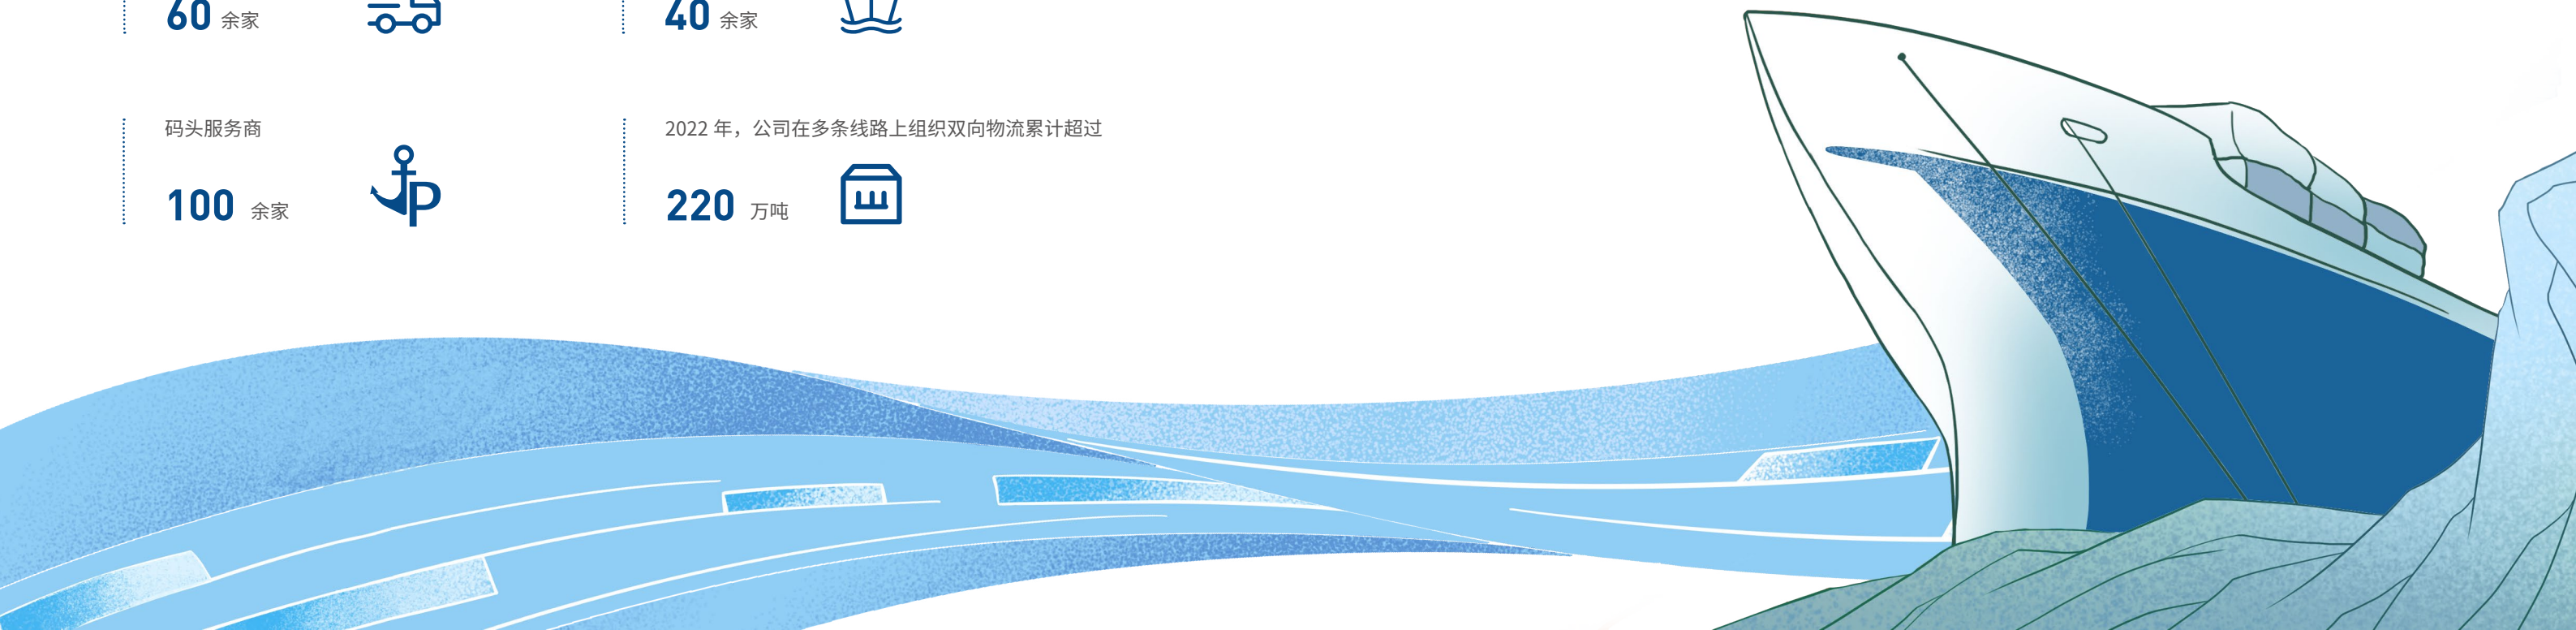 60 余家
40 余家
码头服务商
100 余家
2022 年，公司在多条线路上组织双向物流累计超过
220 万吨